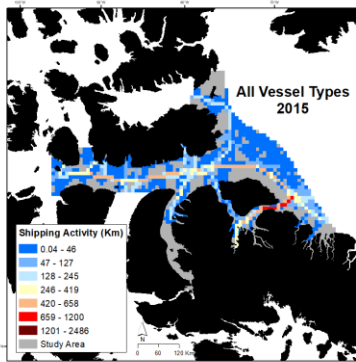 All Vessel Types
2015
Shipping Activity (Km)
0.04 - 46
47 - 127
128 - 245
246 - 419
420 - 658
659 - 1200
1201 - 2486
Study Area
N
0 30 60 120 Km